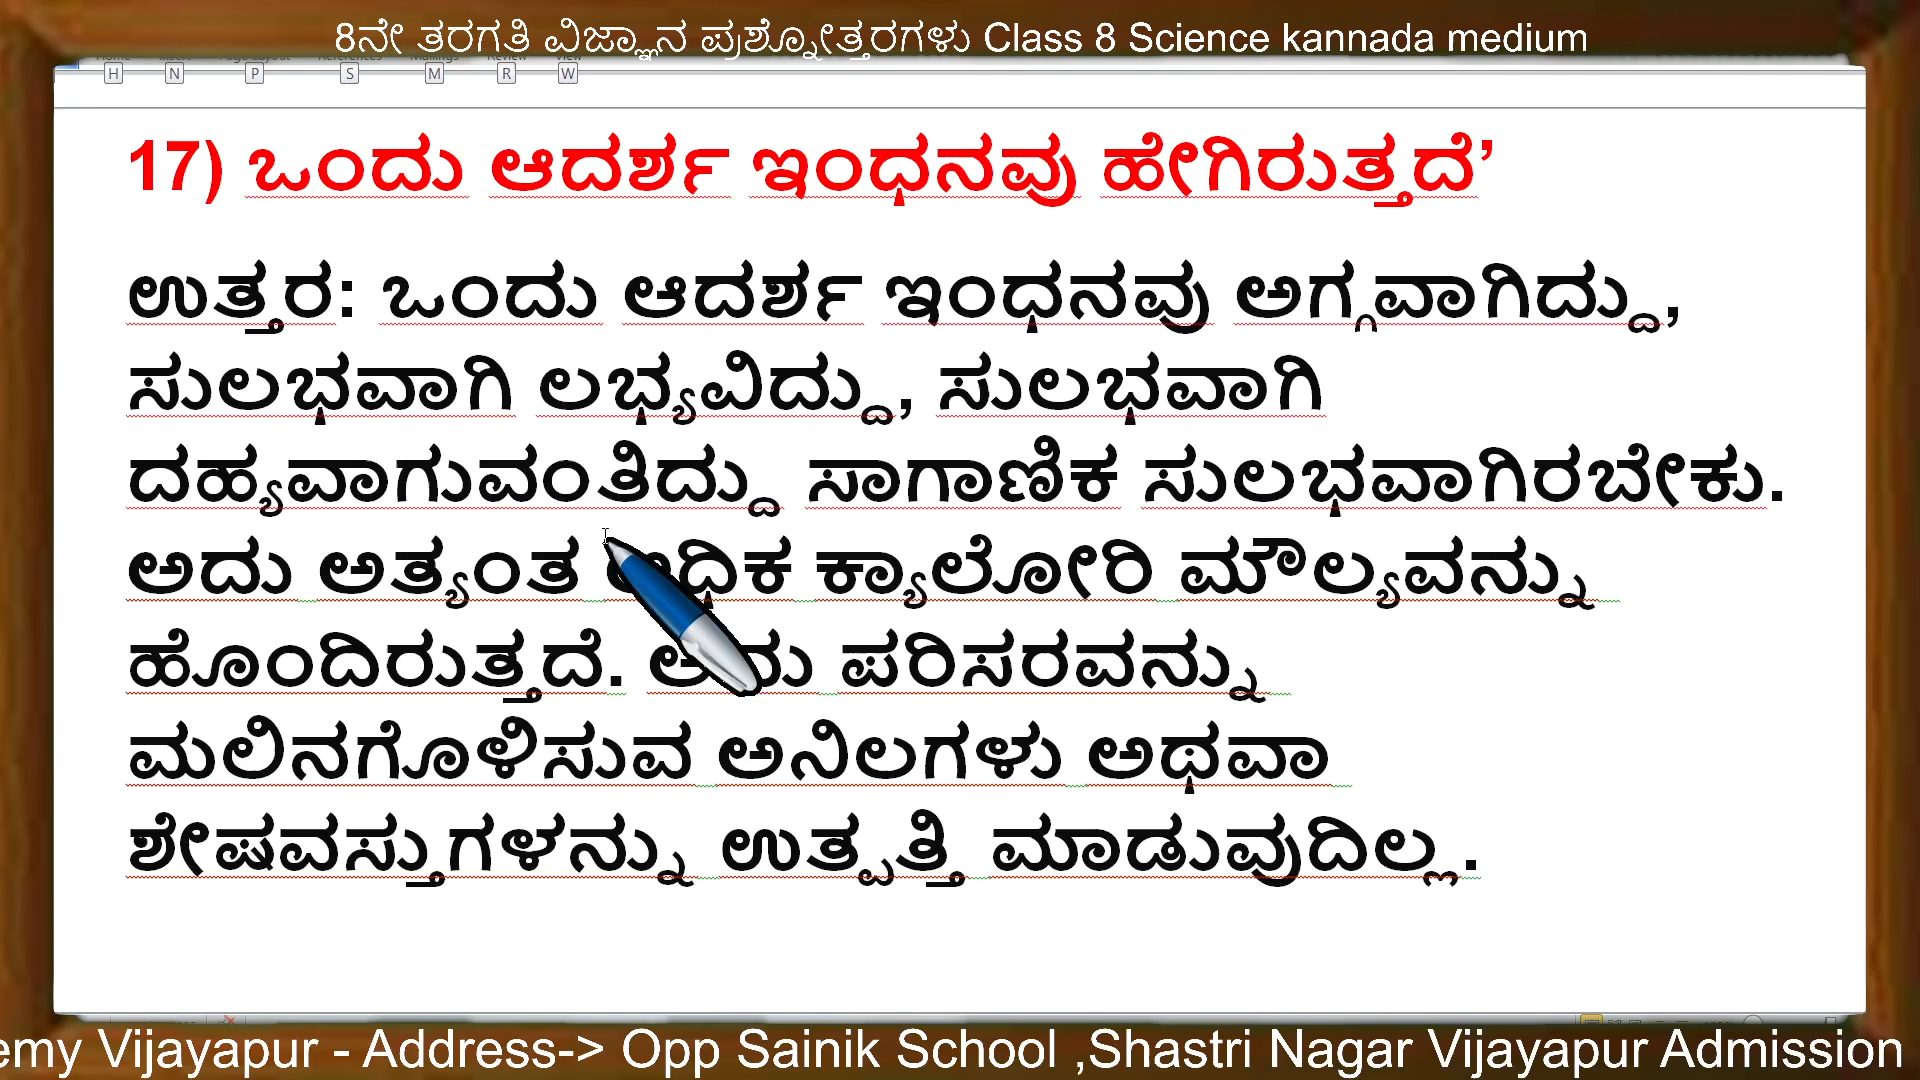 8ನೇ ತರಗತಿ ವಿಜ್ಞಾನ ಪ್ರಶ್ನೋತ್ತರಗಳು Class 8 Science kannada medium
H N P S M R W
17) ಒಂದು ಆದರ್ಶ ಇಂಧನವು ಹೇಗಿರುತ್ತದೆ’
ಉತ್ತರ: ಒಂದು ಆದರ್ಶ ಇಂಧನವು ಅಗ್ಗವಾಗಿದ್ದು,
ಸುಲಭವಾಗಿ ಲಭ್ಯವಿದ್ದು, ಸುಲಭವಾಗಿ
ದಹ್ಯವಾಗುವಂತಿದ್ದು ಸಾಗಾಣಿಕ ಸುಲಭವಾಗಿರಬೇಕು.
ಅದು ಅತ್ಯಂತ ಅಧಿಕ ಕ್ಯಾಲೋರಿ ಮೌಲ್ಯವನ್ನು
ಹೊಂದಿರುತ್ತದೆ. ಅದು ಪರಿಸರವನ್ನು
ಮಲಿನಗೊಳಿಸುವ ಅನಿಲಗಳು ಅಥವಾ
ಶೇಷವಸ್ತುಗಳನ್ನು ಉತ್ಪತ್ತಿ ಮಾಡುವುದಿಲ್ಲ.
emy Vijayapur - Address-> Opp Sainik School ,Shastri Nagar Vijayapur Admission